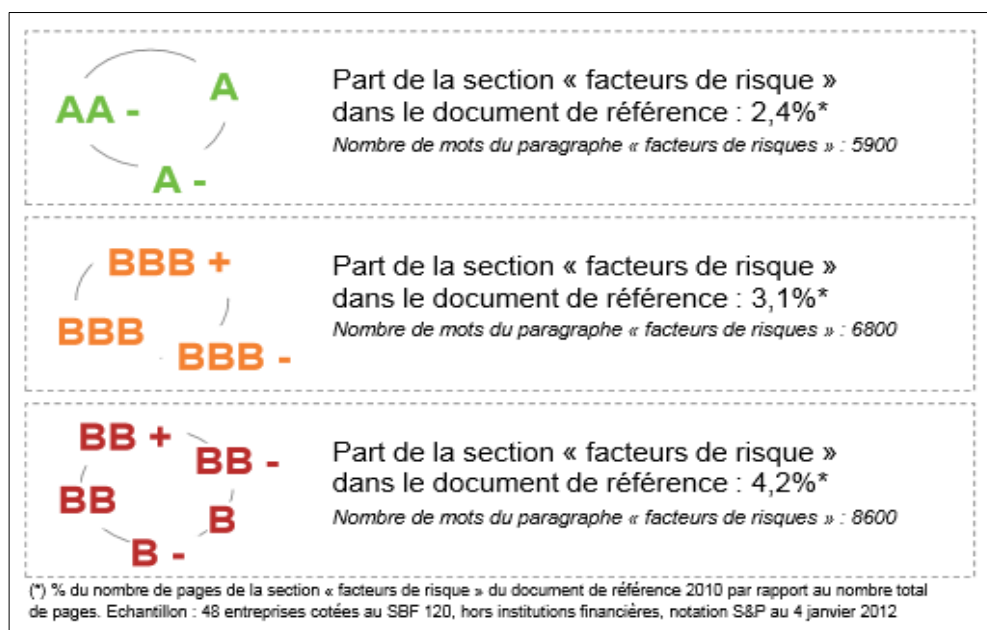 AA -
A
A -
Part de la section « facteurs de risque »
dans le document de référence : 2,4%*
Nombre de mots du paragraphe « facteurs de risques » : 5900
BBB +
BBB
BBB -
Part de la section « facteurs de risque »
dans le document de référence : 3,1%*
Nombre de mots du paragraphe « facteurs de risques » : 6800
BB +
BB -
BB
B
B -
Part de la section « facteurs de risque »
dans le document de référence : 4,2%*
Nombre de mots du paragraphe « facteurs de risques » : 8600
(*) % du nombre de pages de la section « facteurs de risque » du document de référence 2010 par rapport au nombre total
de pages. Echantillon : 48 entreprises cotées au SBF 120, hors institutions financières, notation S&P au 4 janvier 2012